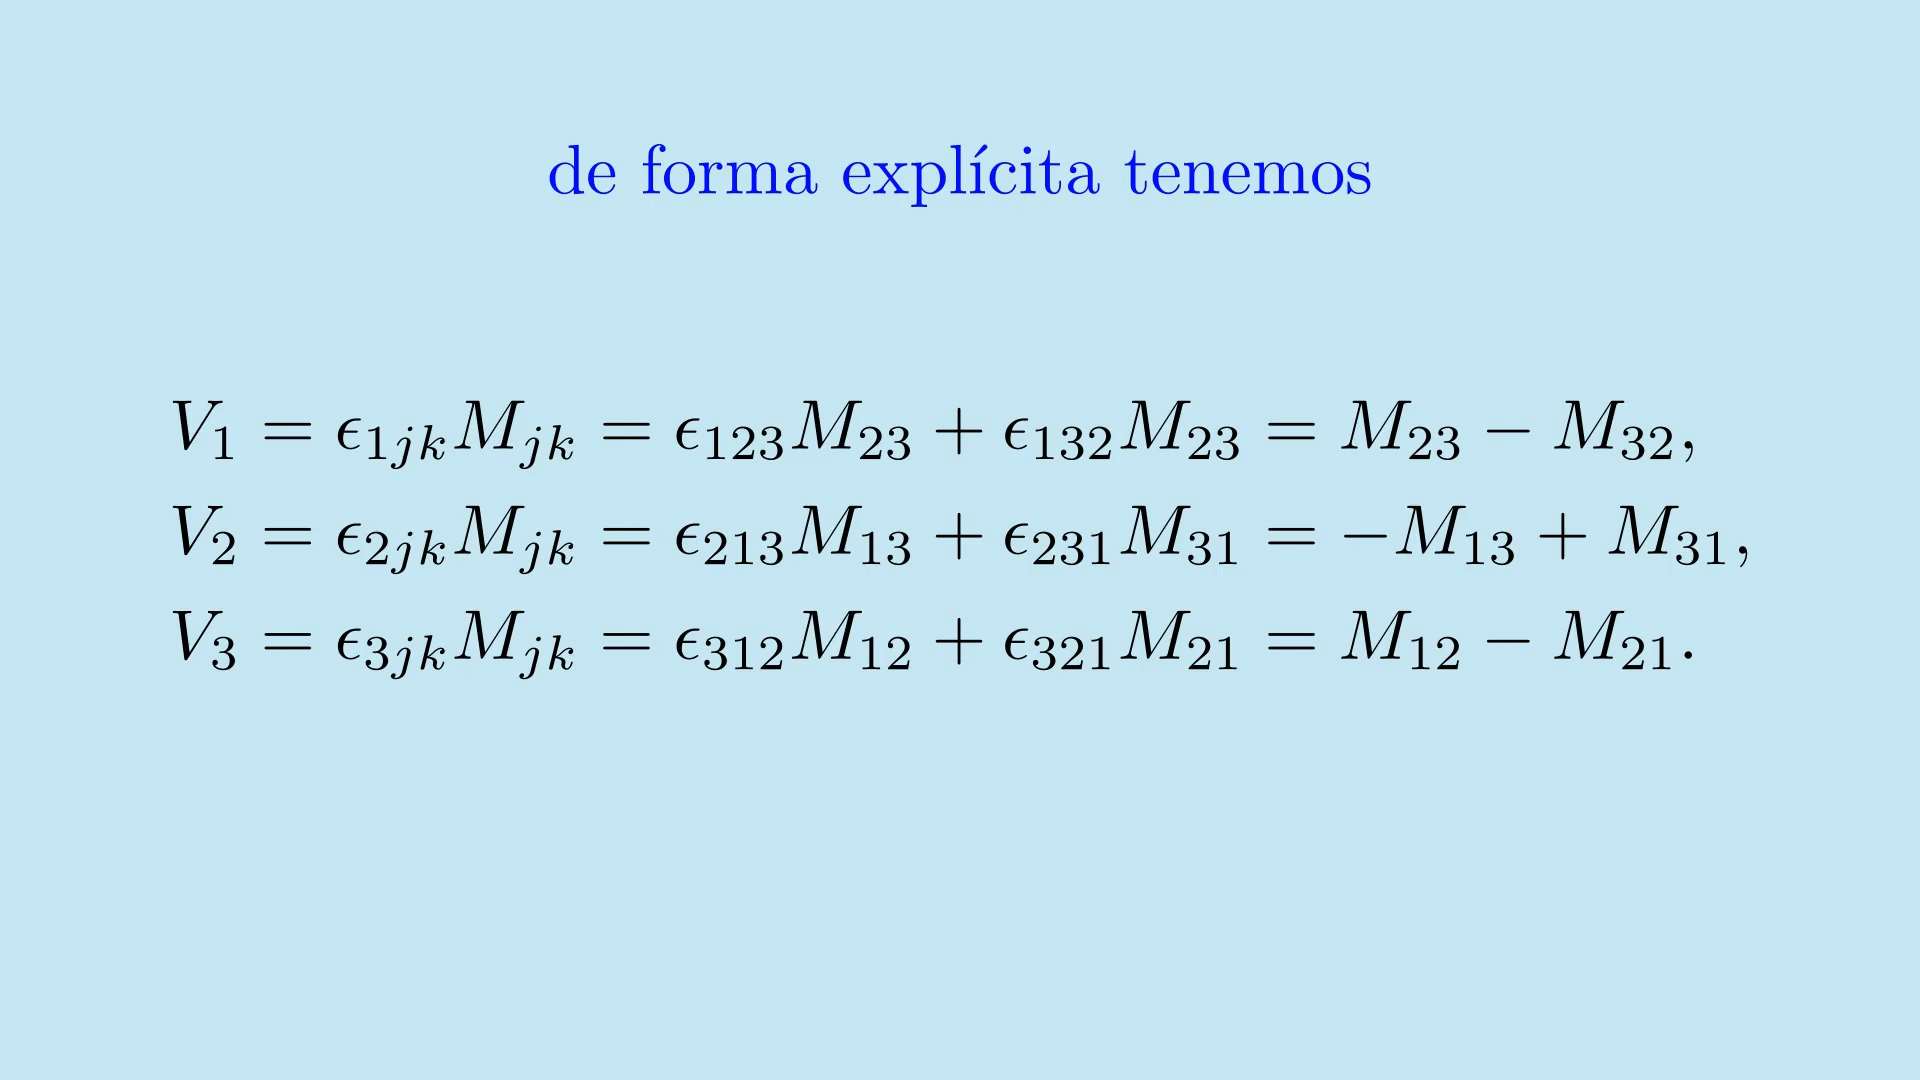 de forma explícita tenemos
V₁ = ϵ₁ⱼₖMⱼₖ = ϵ₁₂₃M₂₃ + ϵ₁₃₂M₂₃ = M₂₃ − M₃₂,
V₂ = ϵ₂ⱼₖMⱼₖ = ϵ₂₁₃M₁₃ + ϵ₂₃₁M₃₁ = −M₁₃ + M₃₁,
V₃ = ϵ₃ⱼₖMⱼₖ = ϵ₃₁₂M₁₂ + ϵ₃₂₁M₂₁ = M₁₂ − M₂₁.